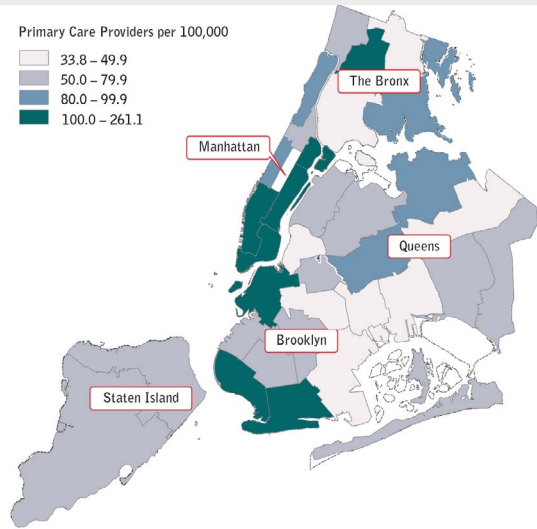 Primary Care Providers per 100,000
33.8 – 49.9
50.0 – 79.9
80.0 – 99.9
100.0 – 261.1
The Bronx
Manhattan
Queens
Brooklyn
Staten Island